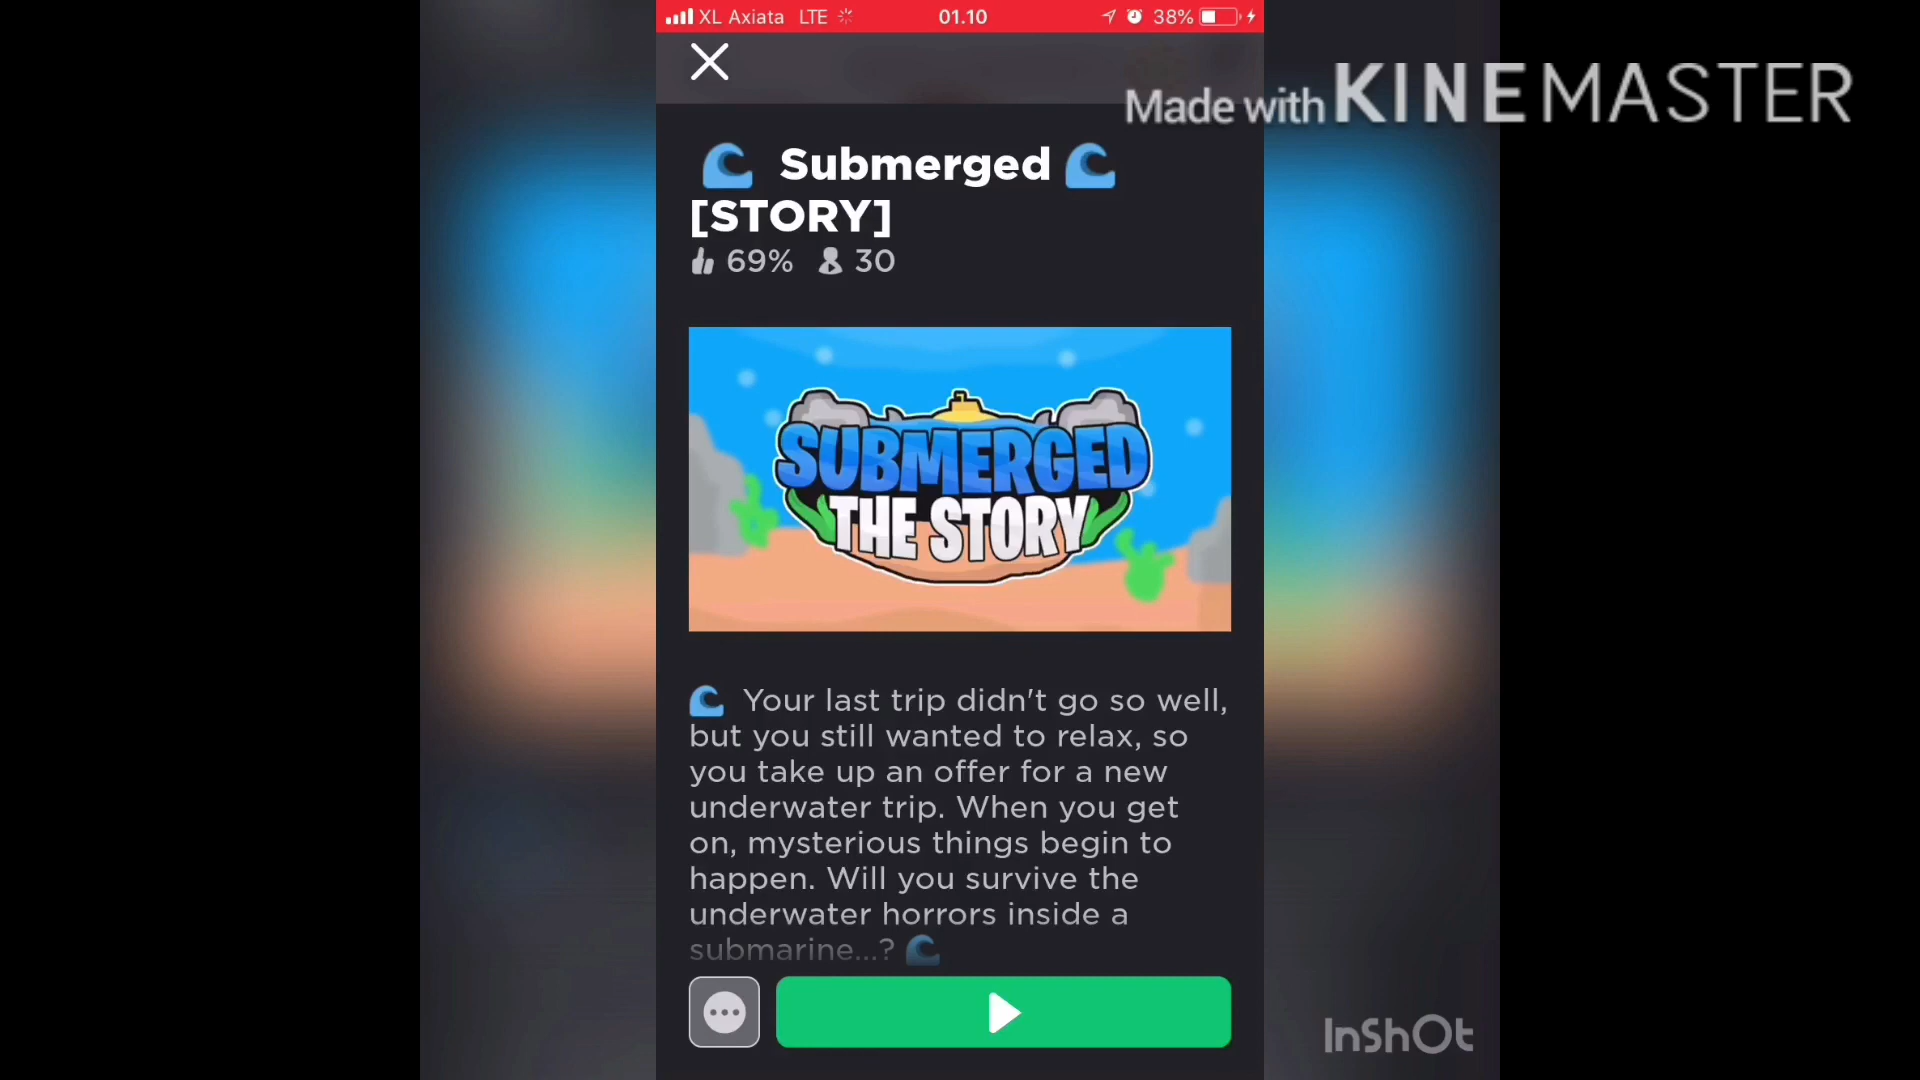 XL Axiata LTE 01.10 38%
Made with KINEMASTER
Submerged
[STORY]
69% 30
SUBMERGED
THE STORY
Your last trip didn't go so well,
but you still wanted to relax, so
you take up an offer for a new
underwater trip. When you get
on, mysterious things begin to
happen. Will you survive the
underwater horrors inside a
submarine...?
InShOt